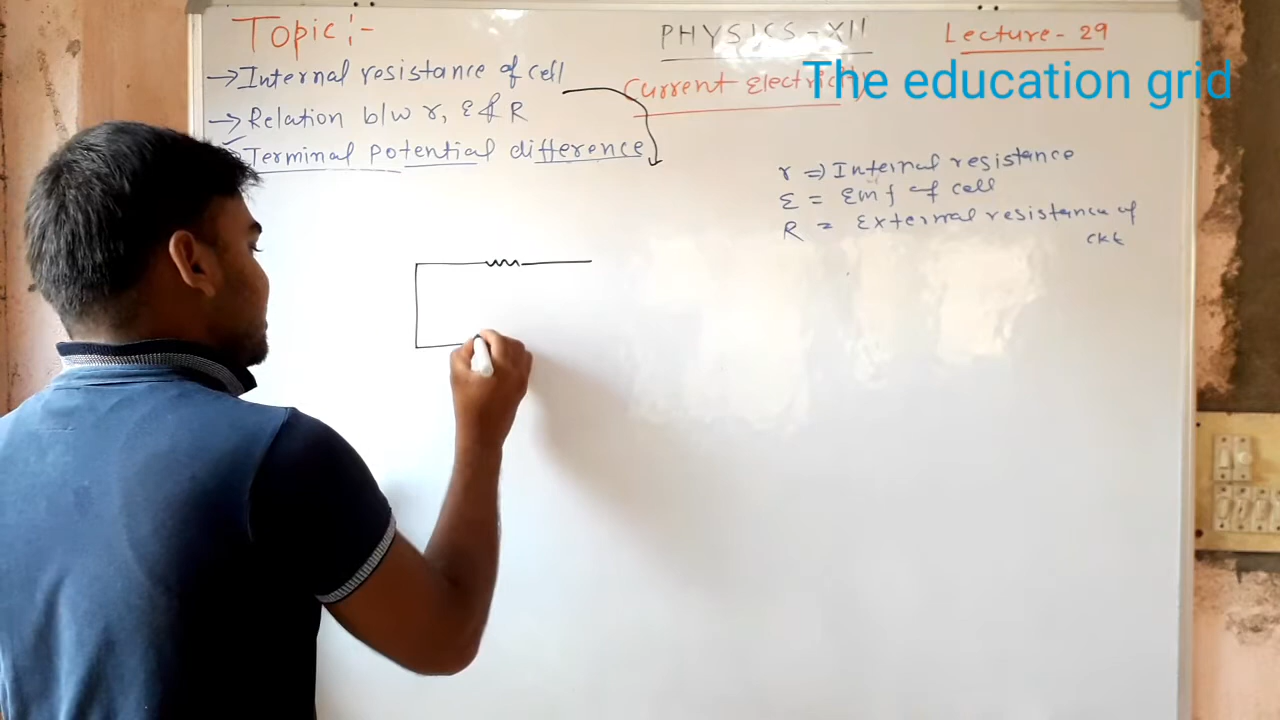 Topic :-
PHYSICS - XII
Lecture - 29
→ Internal resistance of cell
Current Electricity
The education grid
→ Relation b/w r, ε & R
→ Terminal potential difference
r => Internal resistance
ε = Emf of cell
R = External resistance of
ckt